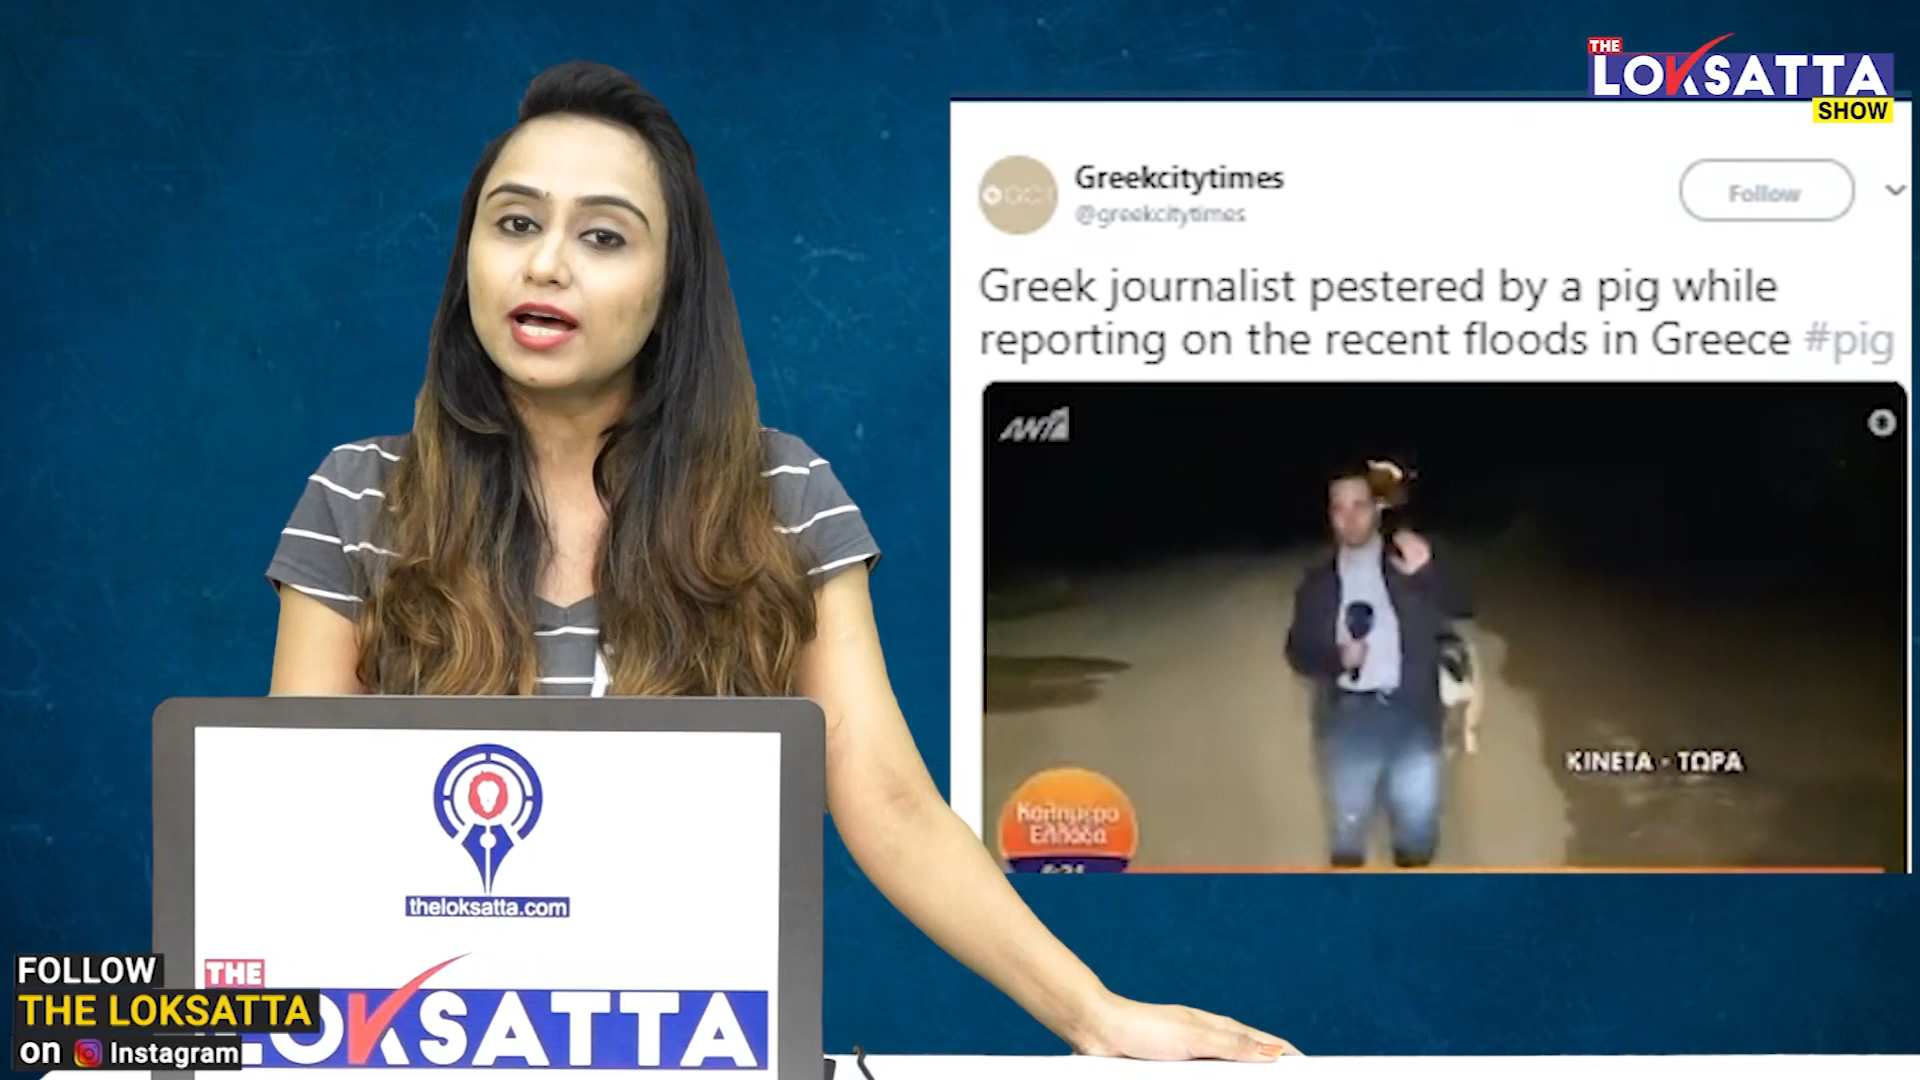 THE
LOKSATTA
SHOW
Greekcitytimes
@greekcitytimes
Follow
Greek journalist pestered by a pig while
reporting on the recent floods in Greece #pig
ANT1
ΚΙΝΕΤΑ - ΤΩΡΑ
Καλημέρα
Ελλάδα
theloksatta.com
THE
LOKSATTA
FOLLOW
THE LOKSATTA
on Instagram